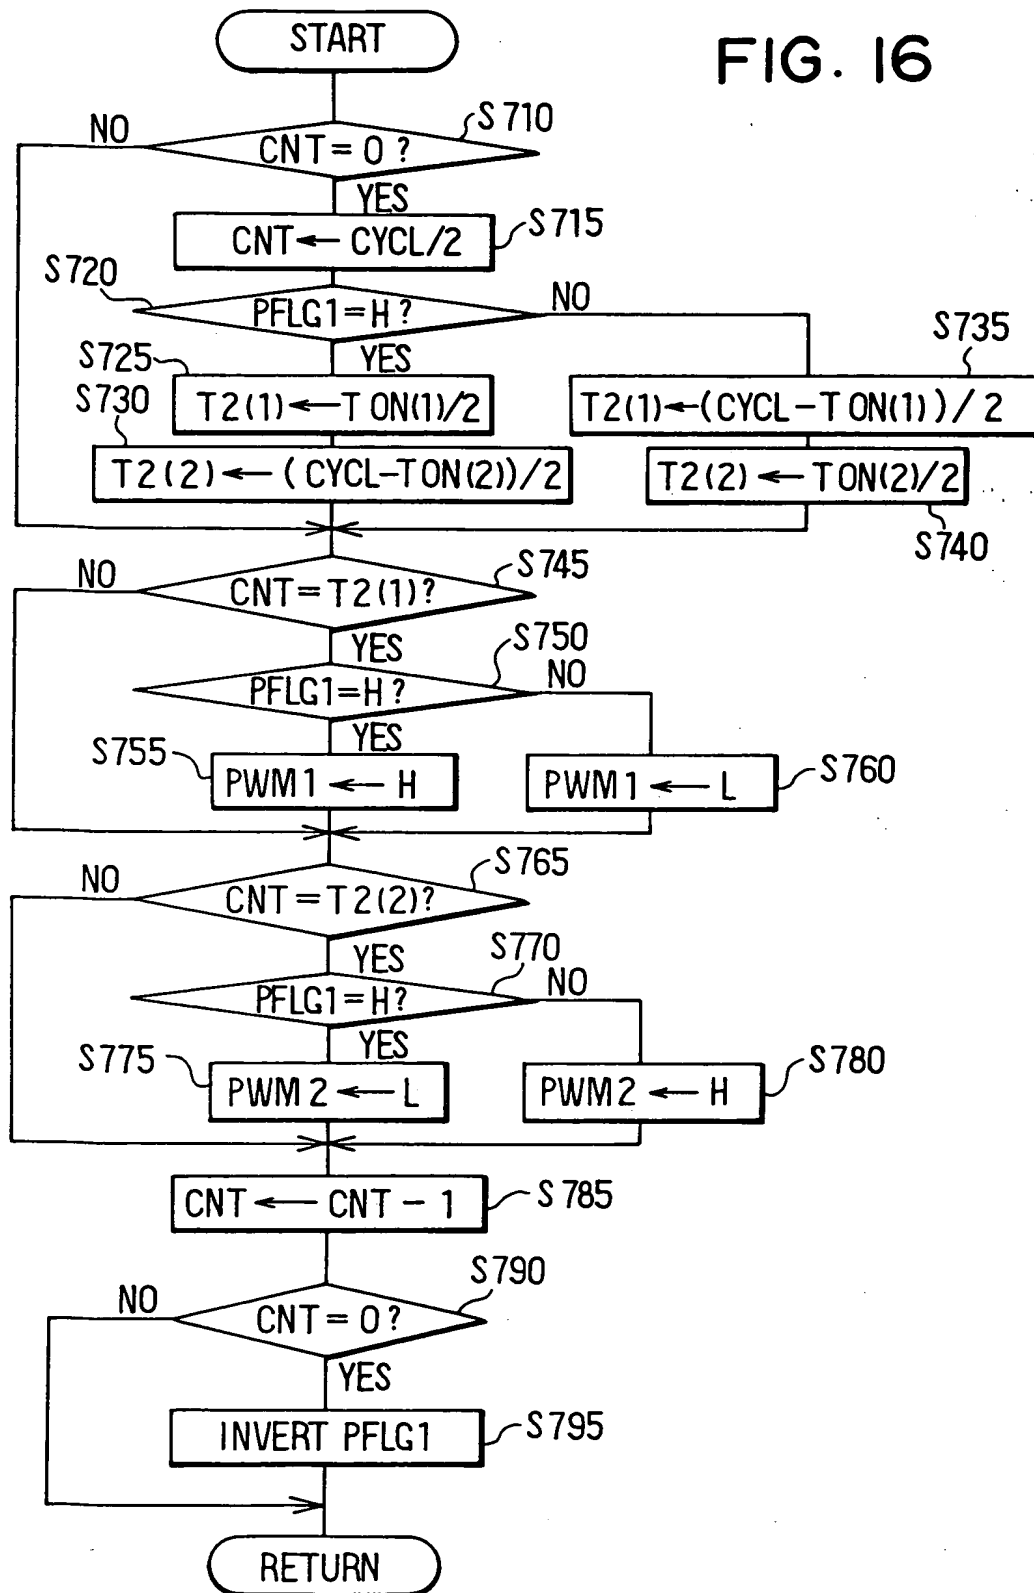 START
FIG. 16
S710
NO
CNT=0?
YES
S715
CNT←CYCL/2
S720
PFLG1=H?
NO
YES
S725
S735
T2(1)←TON(1)/2
T2(1)←(CYCL-TON(1))/2
S730
T2(2)←(CYCL-TON(2))/2
T2(2)←TON(2)/2
S740
S745
NO
CNT=T2(1)?
YES
S750
PFLG1=H?
NO
YES
S755
PWM1←H
PWM1←L
S760
S765
NO
CNT=T2(2)?
YES
S770
PFLG1=H?
NO
YES
S775
PWM2←L
PWM2←H
S780
CNT←CNT-1
S785
S790
NO
CNT=0?
YES
INVERT PFLG1
S795
RETURN